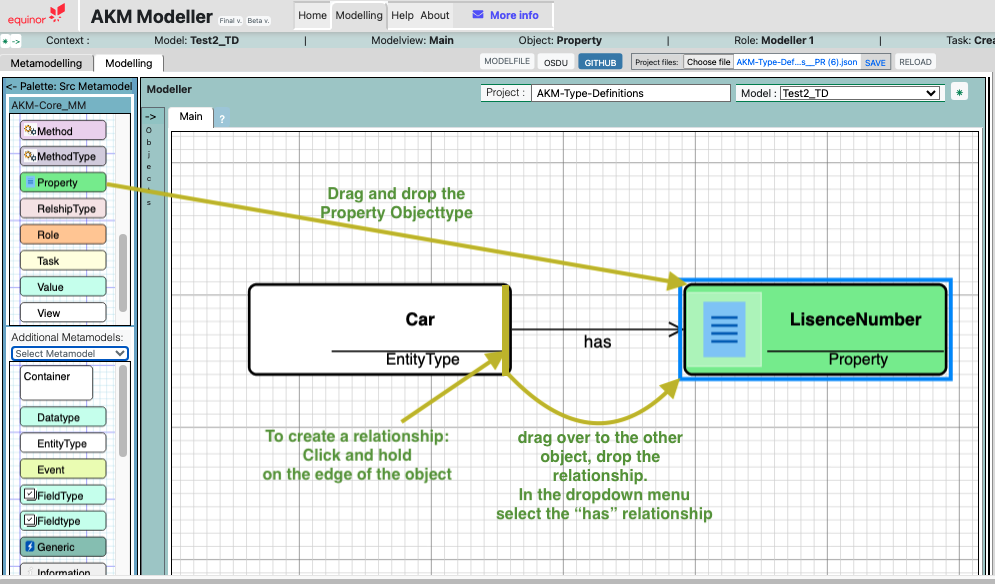 equinor
AKM Modeller
Final v.
Beta v.
Home
Modelling
Help
About
More info
* ->
Context :
Model: Test2_TD
|
Modelview: Main
Object: Property
|
Role: Modeller 1
|
Task: Crea
Metamodelling
Modelling
MODELFILE
OSDU
GITHUB
Project files:
Choose file
AKM-Type-Def...s__PR (6).json
SAVE
RELOAD
<- Palette: Src Metamodel
AKM-Core_MM
Method
MethodType
Property
RelshipType
Role
Task
Value
View
Additional Metamodels:
Select Metamodel
Container
Datatype
EntityType
Event
FieldType
Fieldtype
Generic
Information
Modeller
Project :
AKM-Type-Definitions
Model :
Test2_TD
*
->
O
b
j
e
c
t
s
Main
?
Drag and drop the
Property Objecttype
Car
EntityType
has
LisenceNumber
Property
To create a relationship:
Click and hold
on the edge of the object
drag over to the other
object, drop the
relationship.
In the dropdown menu
select the “has” relationship